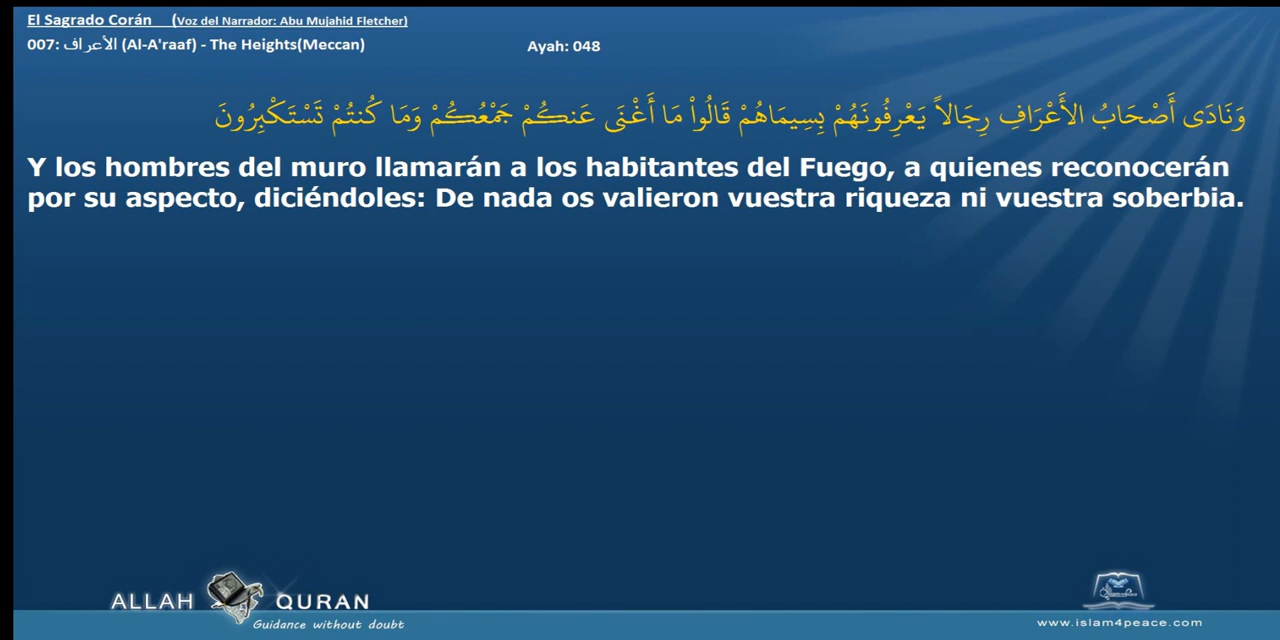 El Sagrado Corán (Voz del Narrador: Abu Mujahid Fletcher)
007: الأعراف (Al-A'raaf) - The Heights(Meccan) Ayah: 048
وَنَادَى أَصْحَابُ الأَعْرَافِ رِجَالاً يَعْرِفُونَهُمْ بِسِيمَاهُمْ قَالُواْ مَا أَغْنَى عَنكُمْ جَمْعُكُمْ وَمَا كُنتُمْ تَسْتَكْبِرُونَ
Y los hombres del muro llamarán a los habitantes del Fuego, a quienes reconocerán
por su aspecto, diciéndoles: De nada os valieron vuestra riqueza ni vuestra soberbia.
ALLAH QURAN
Guidance without doubt
www.islam4peace.com